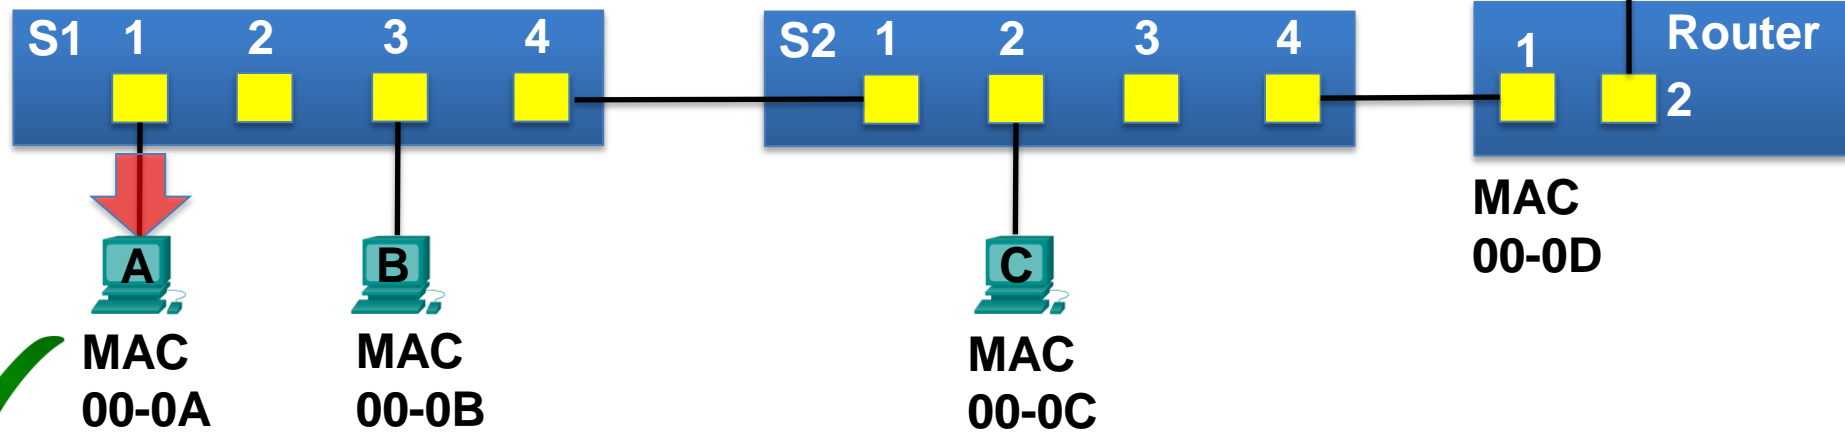 S1 1 2 3 4
S2 1 2 3 4
1 Router
2
A
B
C
MAC
00-0A
MAC
00-0B
MAC
00-0C
MAC
00-0D